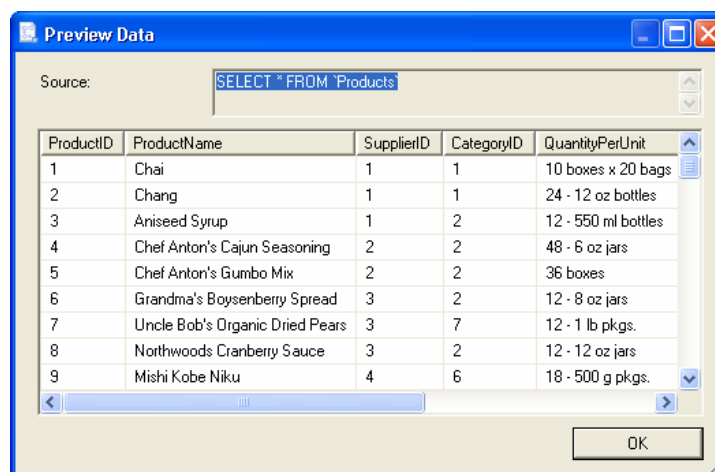 Preview Data
Source: SELECT * FROM `Products`
ProductID ProductName SupplierID CategoryID QuantityPerUnit
1 Chai 1 1 10 boxes x 20 bags
2 Chang 1 1 24 - 12 oz bottles
3 Aniseed Syrup 1 2 12 - 550 ml bottles
4 Chef Anton's Cajun Seasoning 2 2 48 - 6 oz jars
5 Chef Anton's Gumbo Mix 2 2 36 boxes
6 Grandma's Boysenberry Spread 3 2 12 - 8 oz jars
7 Uncle Bob's Organic Dried Pears 3 7 12 - 1 lb pkgs.
8 Northwoods Cranberry Sauce 3 2 12 - 12 oz jars
9 Mishi Kobe Niku 4 6 18 - 500 g pkgs.
OK